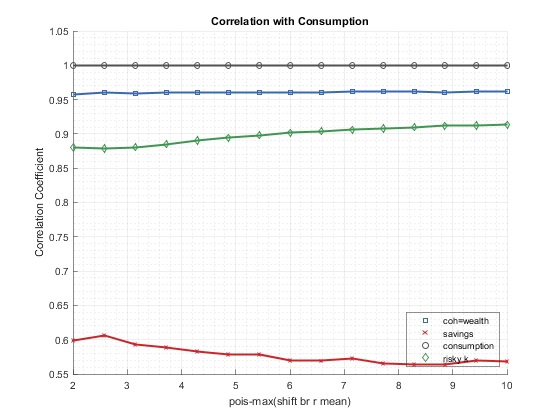 Correlation with Consumption
1.05
1
0.95
0.9
0.85
0.8
0.75
0.7
0.65
0.6
0.55
Correlation Coefficient
coh=wealth
savings
consumption
risky k
2
3
4
5
6
7
8
9
10
pois-max(shift br r mean)